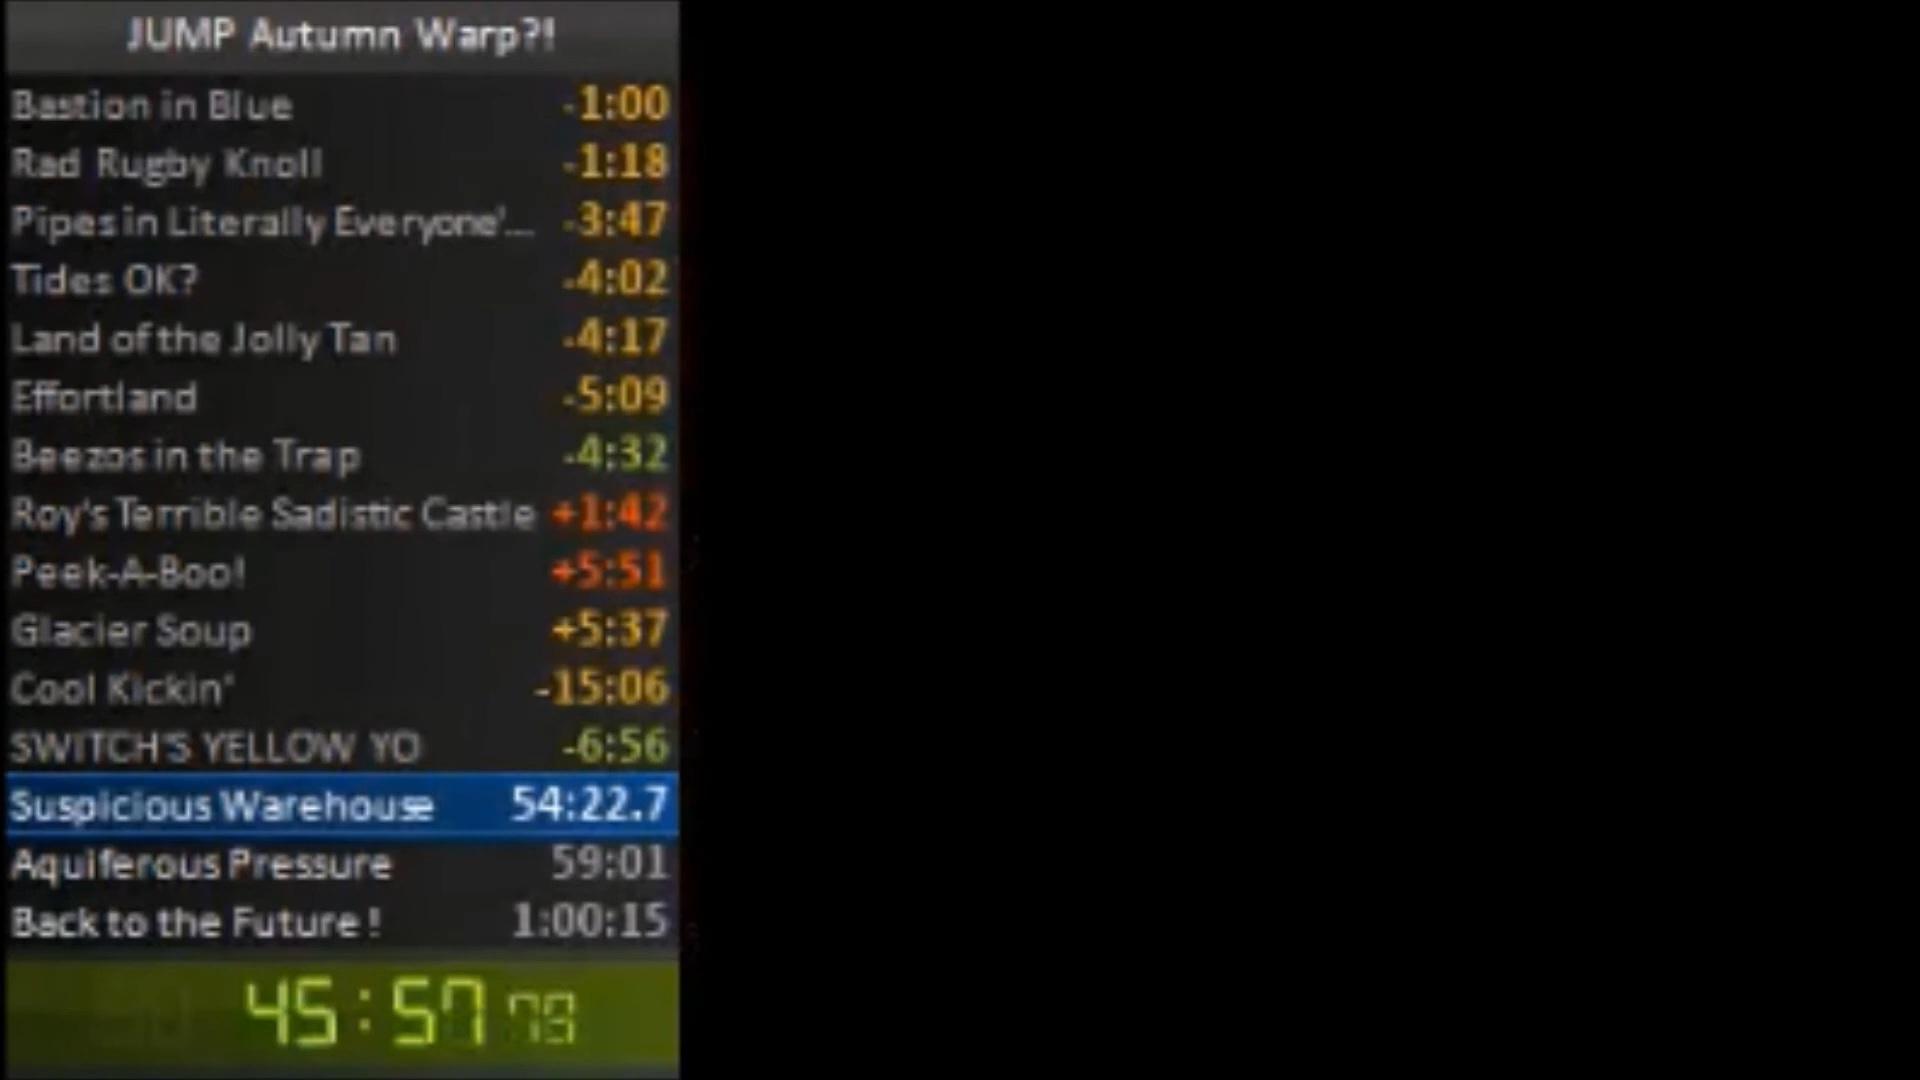 JUMP Autumn Warp?!
Bastion in Blue -1:00
Rad Rugby Knoll -1:18
Pipes in Literally Everyone'... -3:47
Tides OK? -4:02
Land of the Jolly Tan -4:17
Effortland -5:09
Beezos in the Trap -4:32
Roy's Terrible Sadistic Castle +1:42
Peek-A-Boo! +5:51
Glacier Soup +5:37
Cool Kickin' -15:06
SWITCH'S YELLOW YO -6:56
Suspicious Warehouse 54:22.7
Aquiferous Pressure 59:01
Back to the Future ! 1:00:15
45:57 78